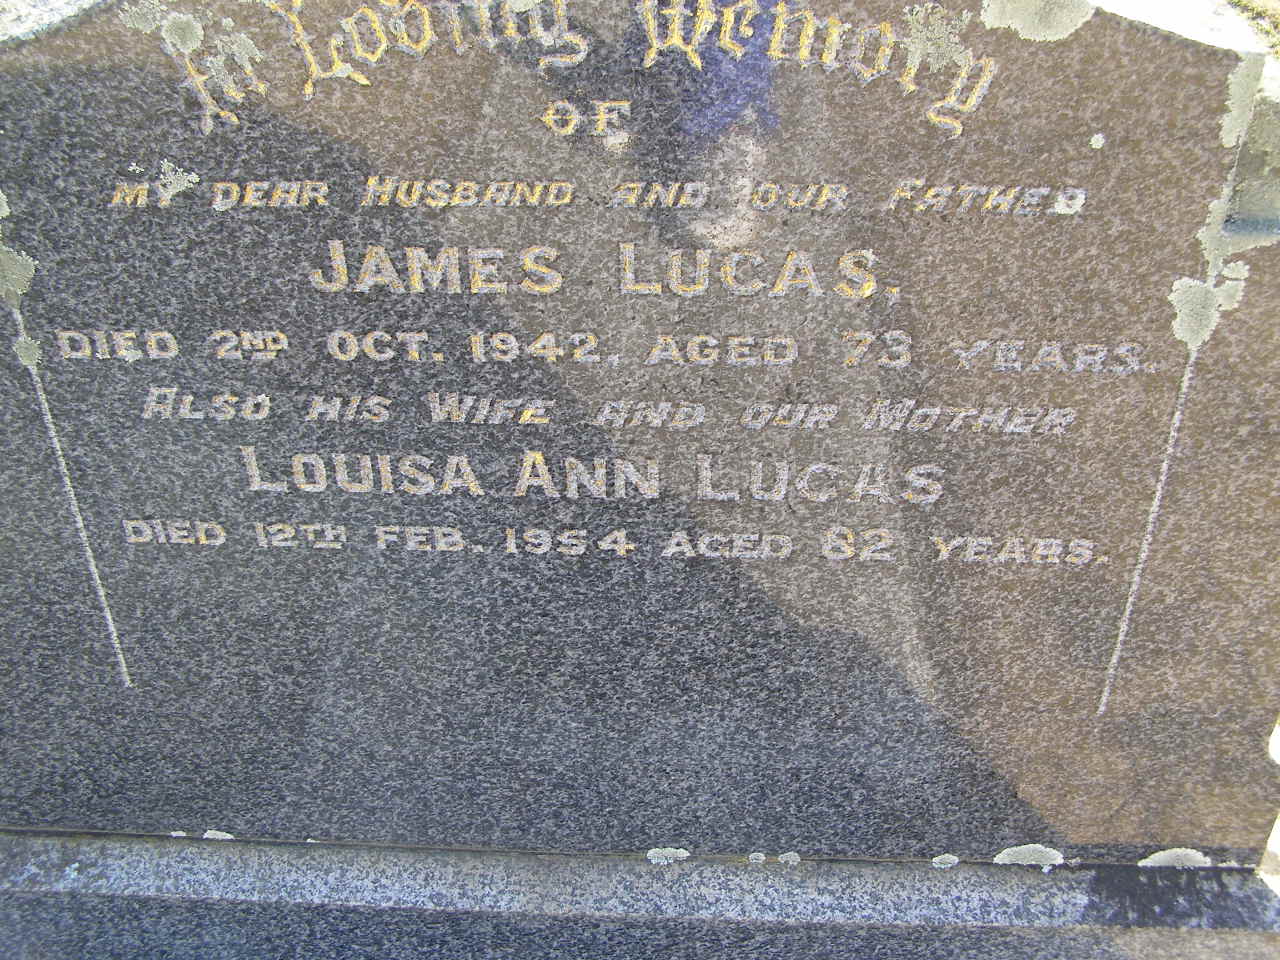 In Loving Memory
OF
MY DEAR HUSBAND AND OUR FATHER
JAMES LUCAS.
DIED 2ND OCT. 1942, AGED 73 YEARS.
ALSO HIS WIFE AND OUR MOTHER
LOUISA ANN LUCAS
DIED 12TH FEB. 1954 AGED 82 YEARS.